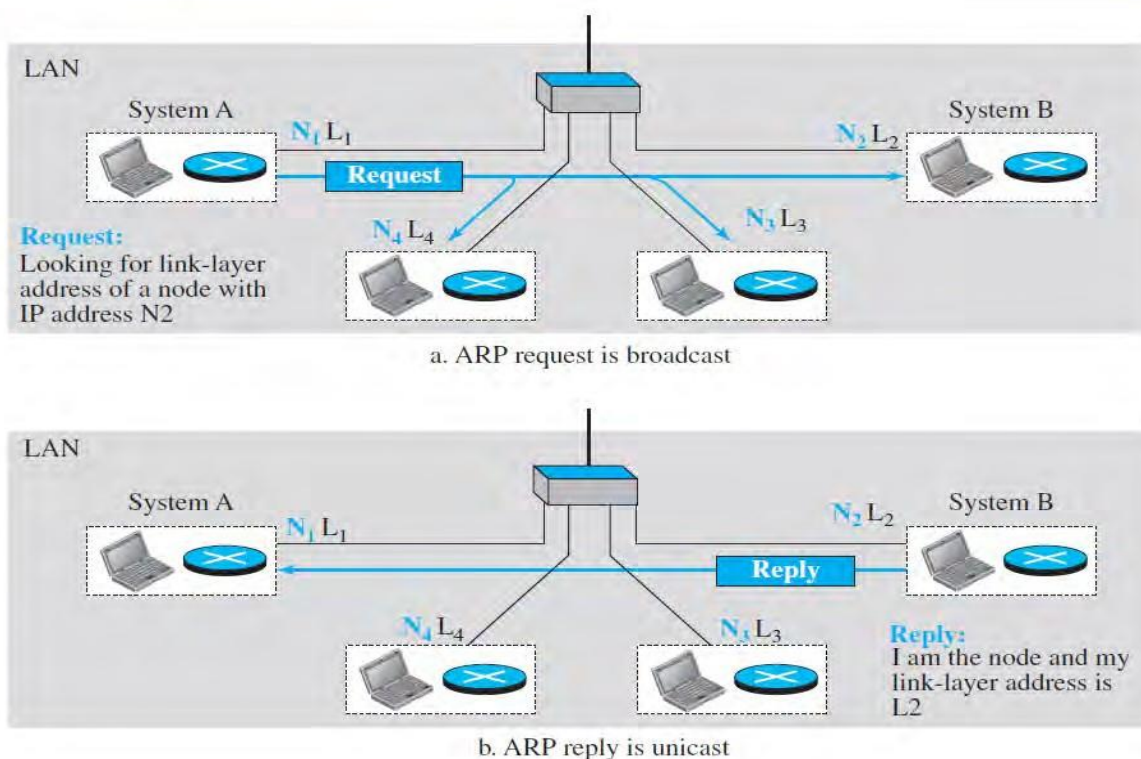 LAN
System A
System B
N₁ L₁
N₂ L₂
Request
N₄ L₄
N₃ L₃
Request:
Looking for link-layer
address of a node with
IP address N2
a. ARP request is broadcast
LAN
System A
System B
N₁ L₁
N₂ L₂
Reply
N₄ L₄
N₃ L₃
Reply:
I am the node and my
link-layer address is
L2
b. ARP reply is unicast